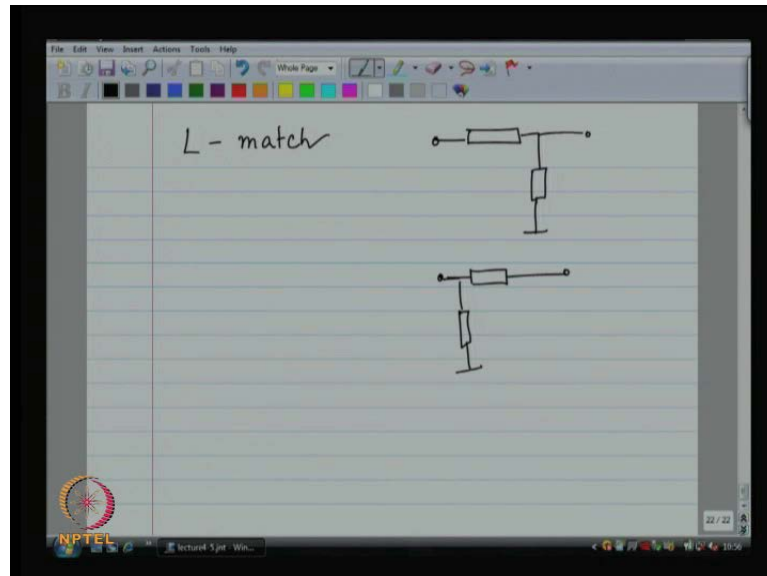 File Edit View Insert Actions Tools Help
Whole Page
B I
L - match
22 / 22
NPTEL
lecture4-5.jnt - Win...
10:56